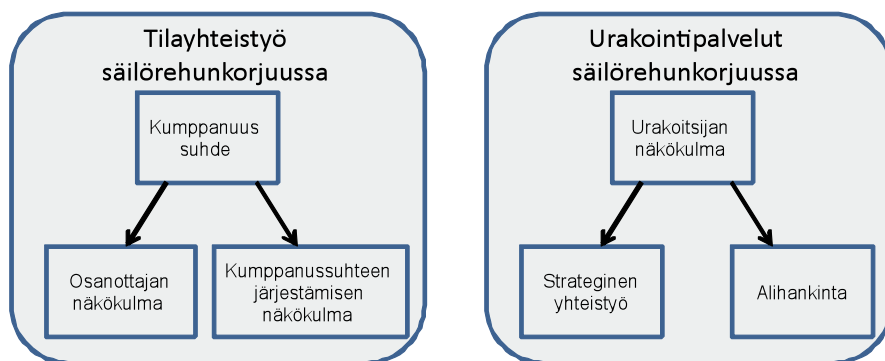 Tilayhteistyö
säilörehunkorjuussa
Kumppanuus
suhde
Osanottajan
näkökulma
Kumppanussuhteen
järjestämisen
näkökulma
Urakointipalvelut
säilörehunkorjuussa
Urakoitsijan
näkökulma
Strateginen
yhteistyö
Alihankinta